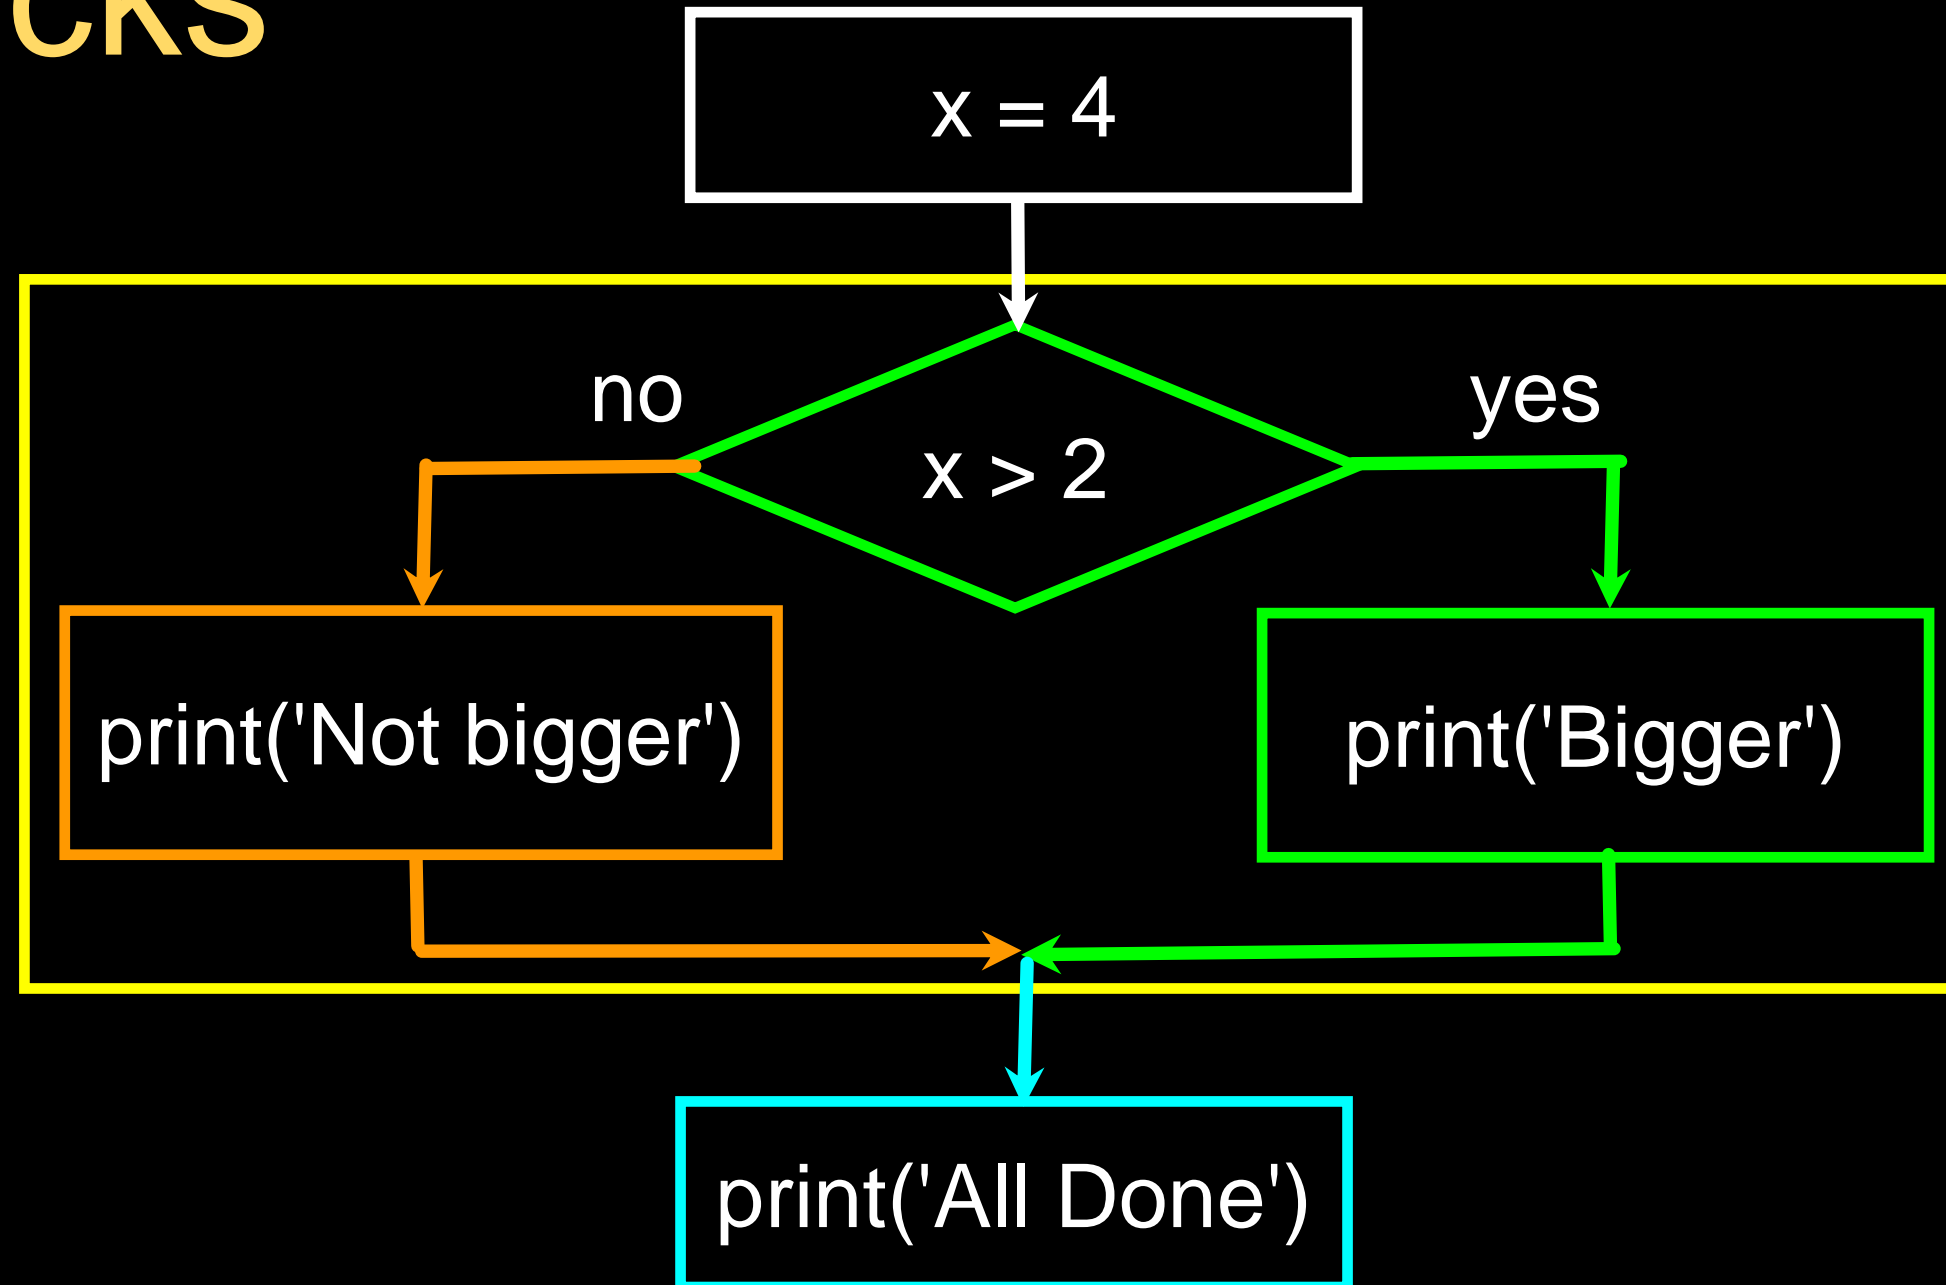 x = 4
no
yes
x > 2
print('Not bigger')
print('Bigger')
print('All Done')